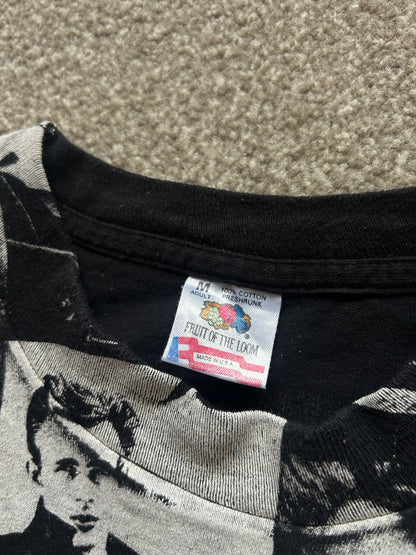 M 100% COTTON
ADULT PRESHRUNK
FRUIT OF THE LOOM
®
MADE IN U.S.A.